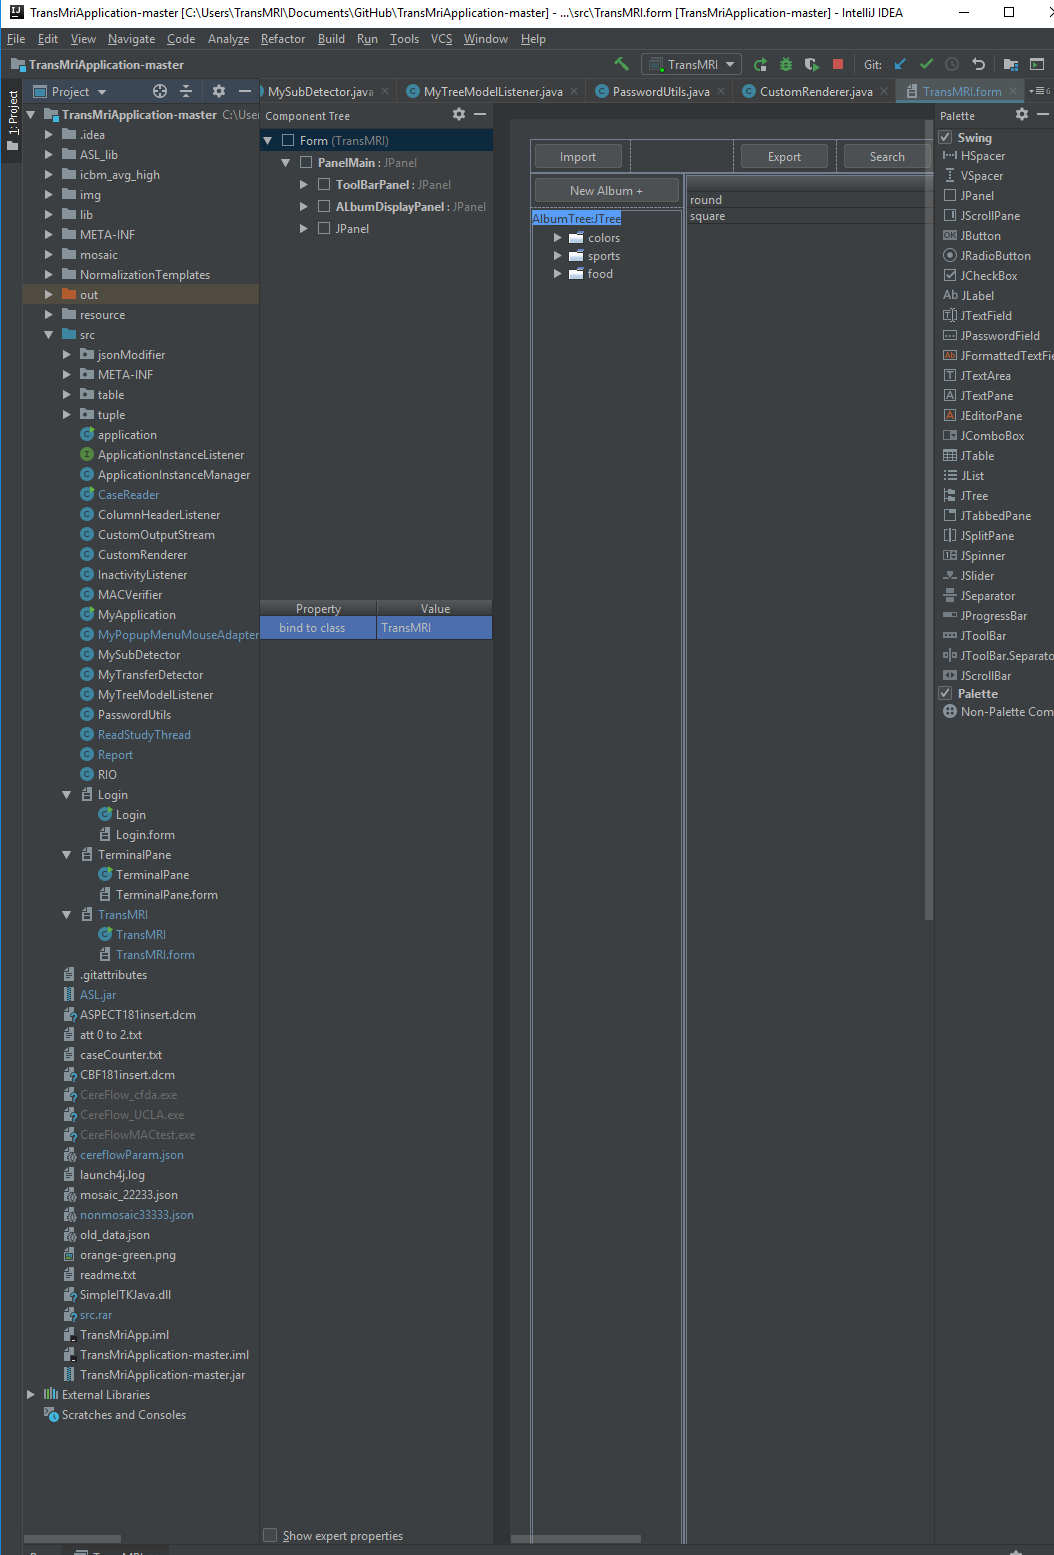 TransMriApplication-master [C:\Users\TransMRI\Documents\GitHub\TransMriApplication-master] - ...\src\TransMRI.form [TransMriApplication-master] - IntelliJ IDEA
File Edit View Navigate Code Analyze Refactor Build Run Tools VCS Window Help
TransMriApplication-master
TransMRI
Git:
1: Project
Project
MySubDetector.java
MyTreeModelListener.java
PasswordUtils.java
CustomRenderer.java
TransMRI.form
6
TransMriApplication-master C:\User
.idea
ASL_lib
icbm_avg_high
img
lib
META-INF
mosaic
NormalizationTemplates
out
resource
src
jsonModifier
META-INF
table
tuple
application
ApplicationInstanceListener
ApplicationInstanceManager
CaseReader
ColumnHeaderListener
CustomOutputStream
CustomRenderer
InactivityListener
MACVerifier
MyApplication
MyPopupMenuMouseAdapter
MySubDetector
MyTransferDetector
MyTreeModelListener
PasswordUtils
ReadStudyThread
Report
RIO
Login
Login
Login.form
TerminalPane
TerminalPane
TerminalPane.form
TransMRI
TransMRI
TransMRI.form
.gitattributes
ASL.jar
ASPECT181insert.dcm
att 0 to 2.txt
caseCounter.txt
CBF181insert.dcm
CereFlow_cfda.exe
CereFlow_UCLA.exe
CereFlowMACtest.exe
cereflowParam.json
launch4j.log
mosaic_22233.json
nonmosaic33333.json
old_data.json
orange-green.png
readme.txt
SimpleITKJava.dll
src.rar
TransMriApp.iml
TransMriApplication-master.iml
TransMriApplication-master.jar
External Libraries
Scratches and Consoles
Component Tree
Form (TransMRI)
PanelMain : JPanel
ToolBarPanel : JPanel
ALbumDisplayPanel : JPanel
JPanel
Property Value
bind to class TransMRI
Show expert properties
Import Export Search
New Album +
AlbumTree:JTree
colors
sports
food
round
square
Palette
Swing
HSpacer
VSpacer
JPanel
JScrollPane
JButton
JRadioButton
JCheckBox
JLabel
JTextField
JPasswordField
JFormattedTextFie
JTextArea
JTextPane
JEditorPane
JComboBox
JTable
JList
JTree
JTabbedPane
JSplitPane
JSpinner
JSlider
JSeparator
JProgressBar
JToolBar
JToolBar.Separato
JScrollBar
Palette
Non-Palette Com